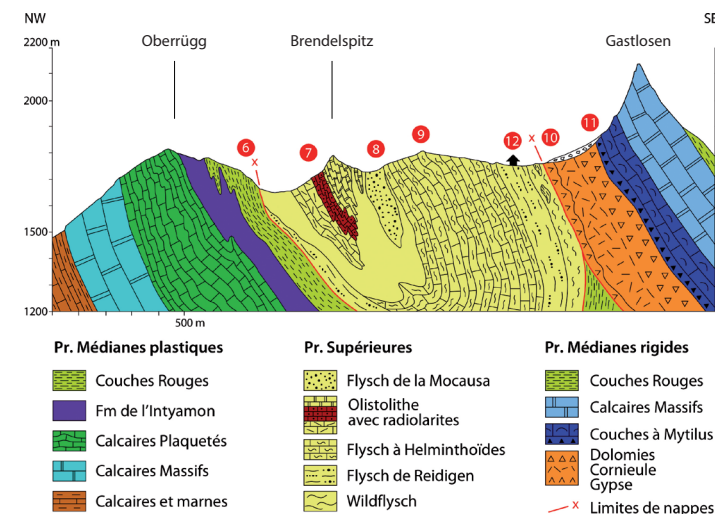 NW
SE
2200 m
Oberrügg
Brendelspitz
Gastlosen
2000
1500
1200
500 m
6
x
7
8
9
12
x
10
11
Pr. Médianes plastiques
Couches Rouges
Fm de l'Intyamon
Calcaires Plaquetés
Calcaires Massifs
Calcaires et marnes
Pr. Supérieures
Flysch de la Mocausa
Olistolithe
avec radiolarites
Flysch à Helminthoïdes
Flysch de Reidigen
Wildflysch
Pr. Médianes rigides
Couches Rouges
Calcaires Massifs
Couches à Mytilus
Dolomies
Cornieule
Gypse
x Limites de nappes